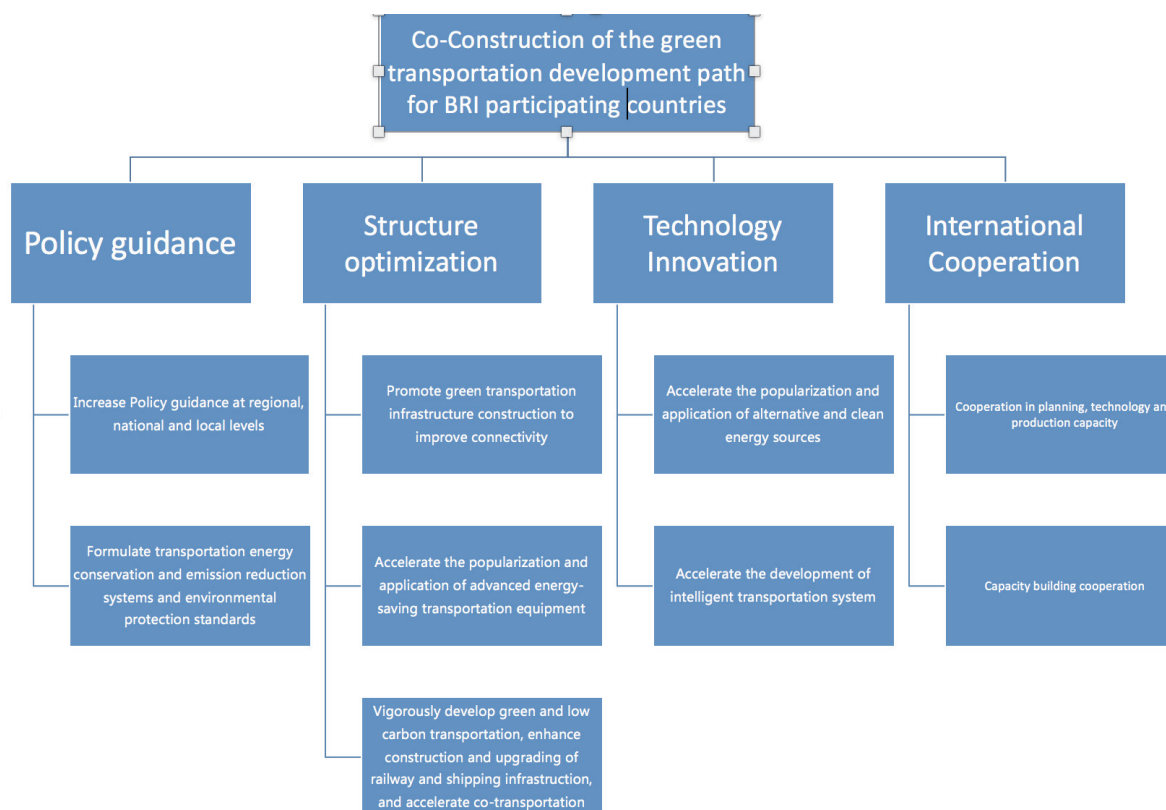 Co-Construction of the green
transportation development path
for BRI participating countries
Policy guidance
Structure
optimization
Technology
Innovation
International
Cooperation
Increase Policy guidance at regional,
national and local levels
Formulate transportation energy
conservation and emission reduction
systems and environmental
protection standards
Promote green transportation
infrastructure construction to
improve connectivity
Accelerate the popularization and
application of advanced energy-
saving transportation equipment
Vigorously develop green and low
carbon transportation, enhance
construction and upgrading of
railway and shipping infrastruction,
and accelerate co-transportation
Accelerate the popularization and
application of alternative and clean
energy sources
Accelerate the development of
intelligent transportation system
Cooperation in planning, technology an
production capacity
Capacity building cooperation